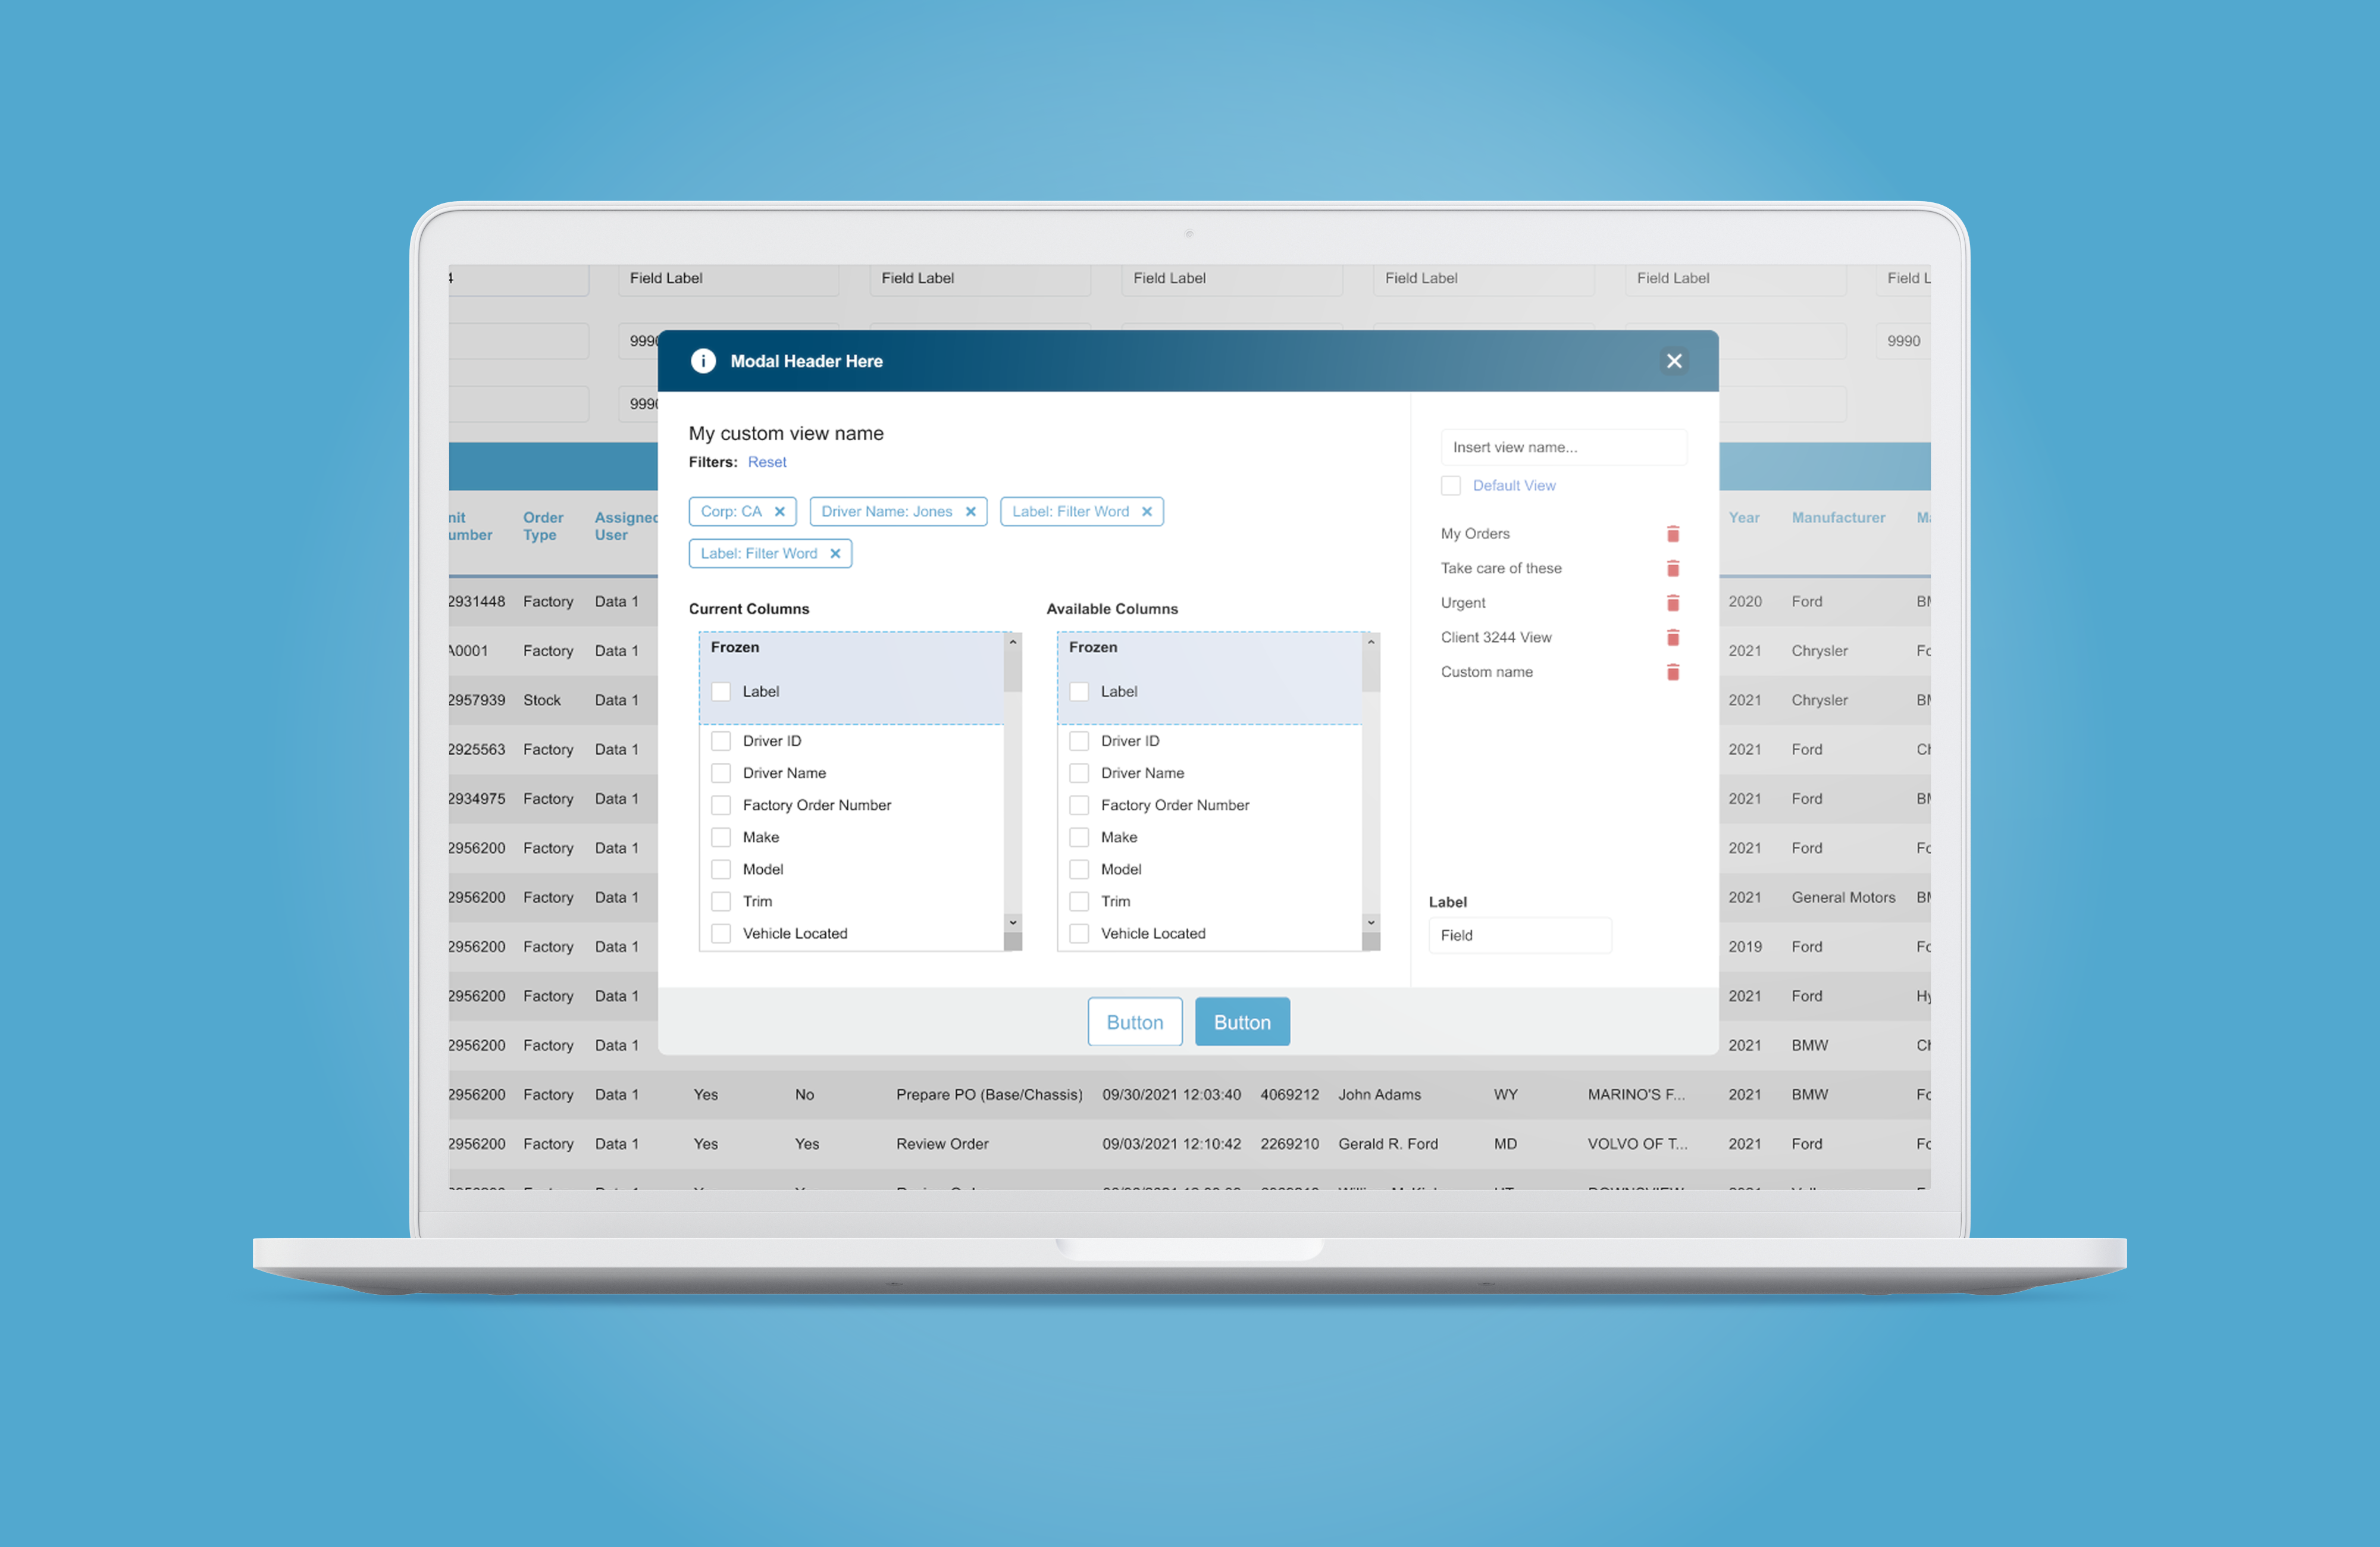 4 Field Label Field Label Field Label Field Label Field Label Field L
9990 9990
9990
Modal Header Here
My custom view name
Filters: Reset
Corp: CA Driver Name: Jones Label: Filter Word
Label: Filter Word
Current Columns Available Columns
Frozen Frozen
Label Label
Driver ID Driver ID
Driver Name Driver Name
Factory Order Number Factory Order Number
Make Make
Model Model
Trim Trim
Vehicle Located Vehicle Located
Insert view name...
Default View
My Orders
Take care of these
Urgent
Client 3244 View
Custom name
Label
Field
Button Button
nit Order Assigned Year Manufacturer Ma
umber Type User
2931448 Factory Data 1 2020 Ford
A0001 Factory Data 1 2021 Chrysler
2957939 Stock Data 1 2021 Chrysler
2925563 Factory Data 1 2021 Ford
2934975 Factory Data 1 2021 Ford
2956200 Factory Data 1 2021 Ford
2956200 Factory Data 1 2021 General Motors
2956200 Factory Data 1 2019 Ford
2956200 Factory Data 1 2021 Ford
2956200 Factory Data 1 2021 BMW
2956200 Factory Data 1 Yes No Prepare PO (Base/Chassis) 09/30/2021 12:03:40 4069212 John Adams WY MARINO'S F... 2021 BMW
2956200 Factory Data 1 Yes Yes Review Order 09/03/2021 12:10:42 2269210 Gerald R. Ford MD VOLVO OF T... 2021 Ford